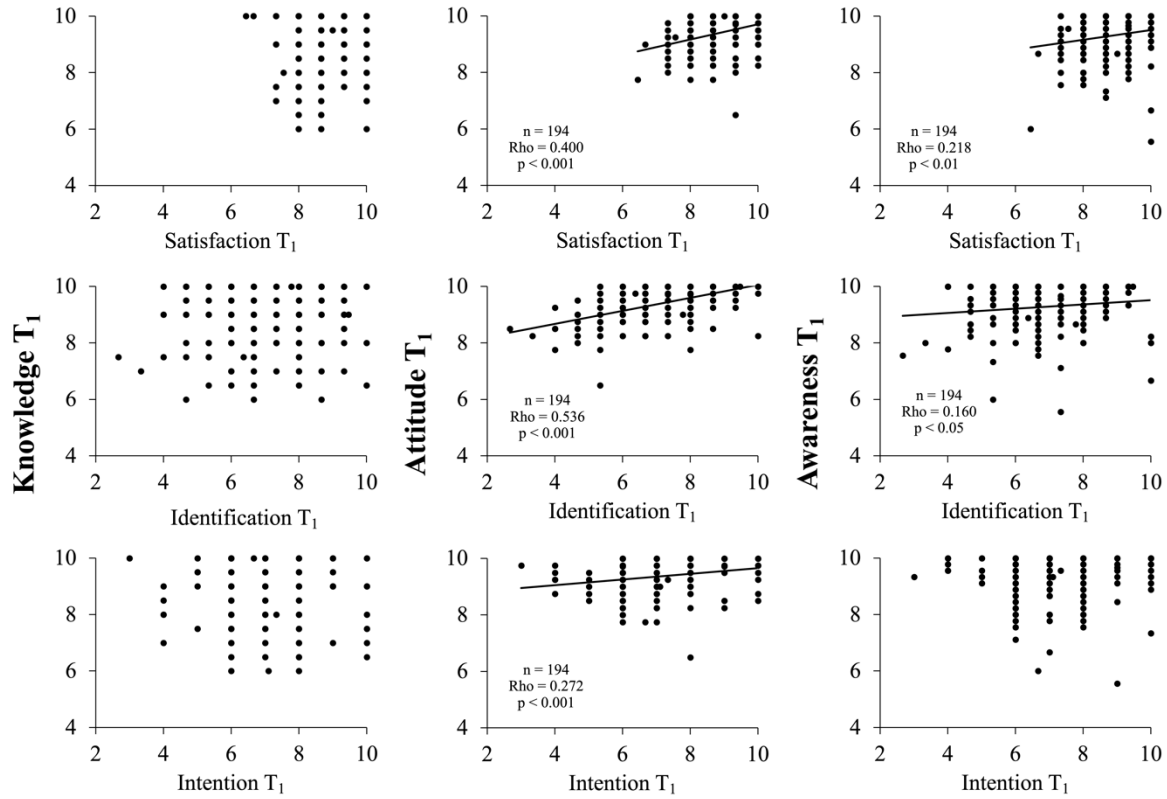 10
8
6
4
2 4 6 8 10
Satisfaction T1
10
8
6
4
n = 194
Rho = 0.400
p < 0.001
2 4 6 8 10
Satisfaction T1
10
8
6
4
n = 194
Rho = 0.218
p < 0.01
2 4 6 8 10
Satisfaction T1
Knowledge T1
10
8
6
4
2 4 6 8 10
Identification T1
Attitude T1
10
8
6
4
n = 194
Rho = 0.536
p < 0.001
2 4 6 8 10
Identification T1
Awareness T1
10
8
6
4
n = 194
Rho = 0.160
p < 0.05
2 4 6 8 10
Identification T1
10
8
6
4
2 4 6 8 10
Intention T1
10
8
6
4
n = 194
Rho = 0.272
p < 0.001
2 4 6 8 10
Intention T1
10
8
6
4
2 4 6 8 10
Intention T1